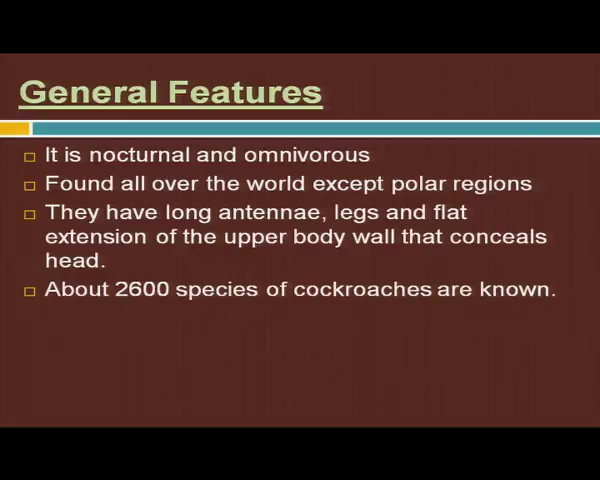 General Features
It is nocturnal and omnivorous
Found all over the world except polar regions
They have long antennae, legs and flat
extension of the upper body wall that conceals
head.
About 2600 species of cockroaches are known.